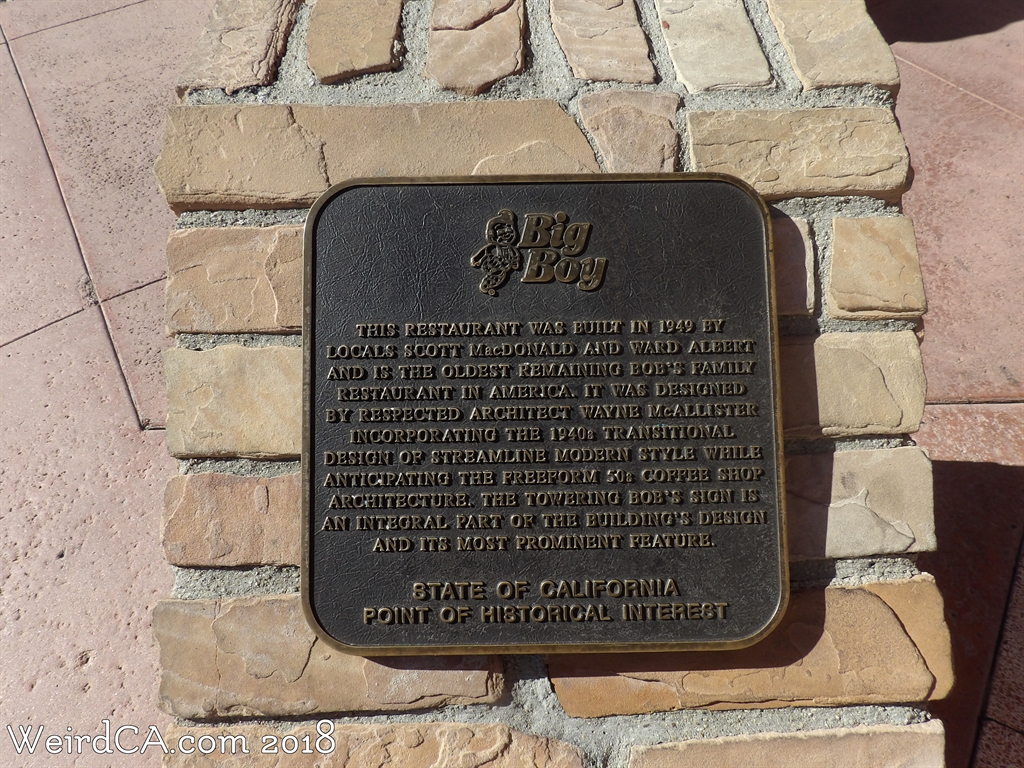 Big
Boy
THIS RESTAURANT WAS BUILT IN 1949 BY
LOCALS SCOTT MacDONALD AND WARD ALBERT
AND IS THE OLDEST REMAINING BOB'S FAMILY
RESTAURANT IN AMERICA. IT WAS DESIGNED
BY RESPECTED ARCHITECT WAYNE McALLISTER
INCORPORATING THE 1940s TRANSITIONAL
DESIGN OF STREAMLINE MODERN STYLE WHILE
ANTICIPATING THE FREEFORM 50s COFFEE SHOP
ARCHITECTURE. THE TOWERING BOB'S SIGN IS
AN INTEGRAL PART OF THE BUILDING'S DESIGN
AND ITS MOST PROMINENT FEATURE.
STATE OF CALIFORNIA
POINT OF HISTORICAL INTEREST
WeirdCA.com 2018